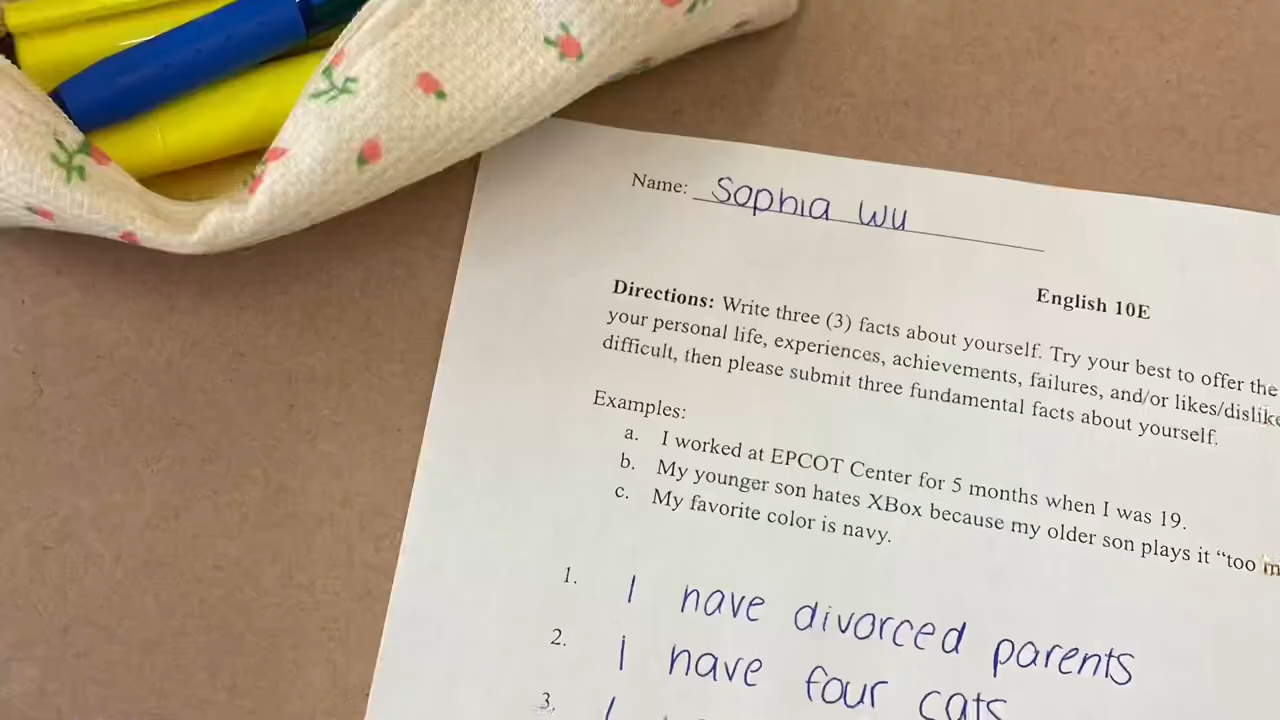 Name: Sophia Wu
English 10E
Directions: Write three (3) facts about yourself. Try your best to offer the
your personal life, experiences, achievements, failures, and/or likes/dislike
difficult, then please submit three fundamental facts about yourself.
Examples:
a. I worked at EPCOT Center for 5 months when I was 19.
b. My younger son hates XBox because my older son plays it “too m
c. My favorite color is navy.
1. I have divorced parents
2. i have four cats
3. I